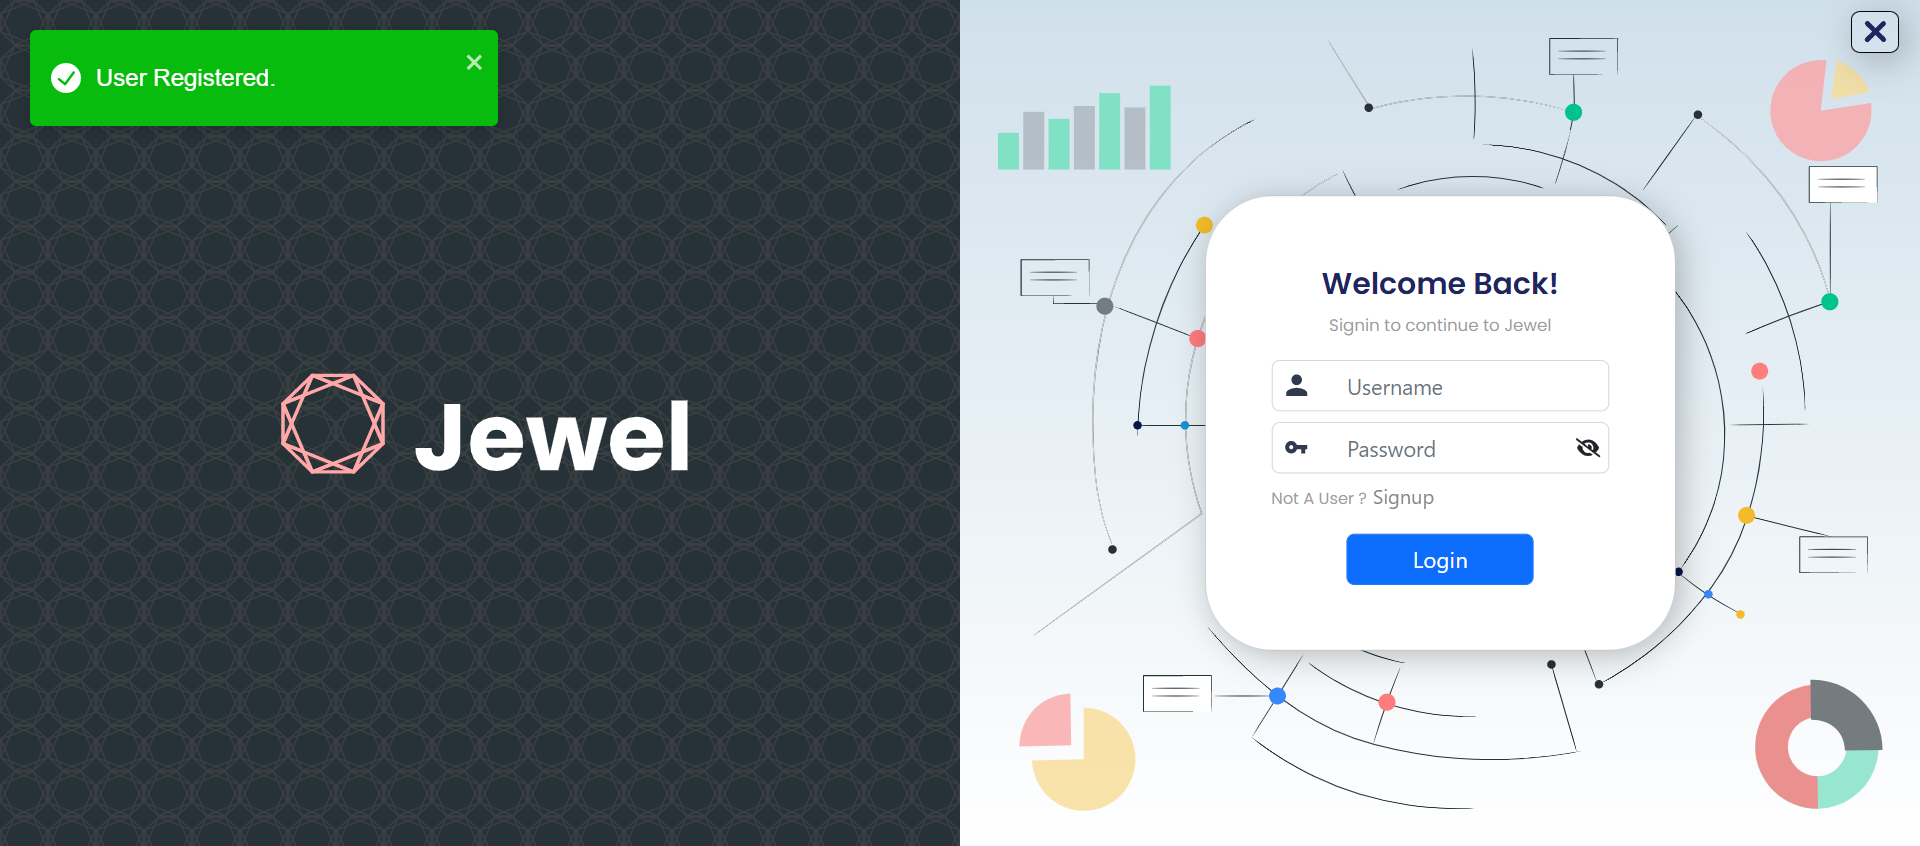 User Registered.
Jewel
Welcome Back!
Signin to continue to Jewel
Username
Password
Not A User ? Signup
Login